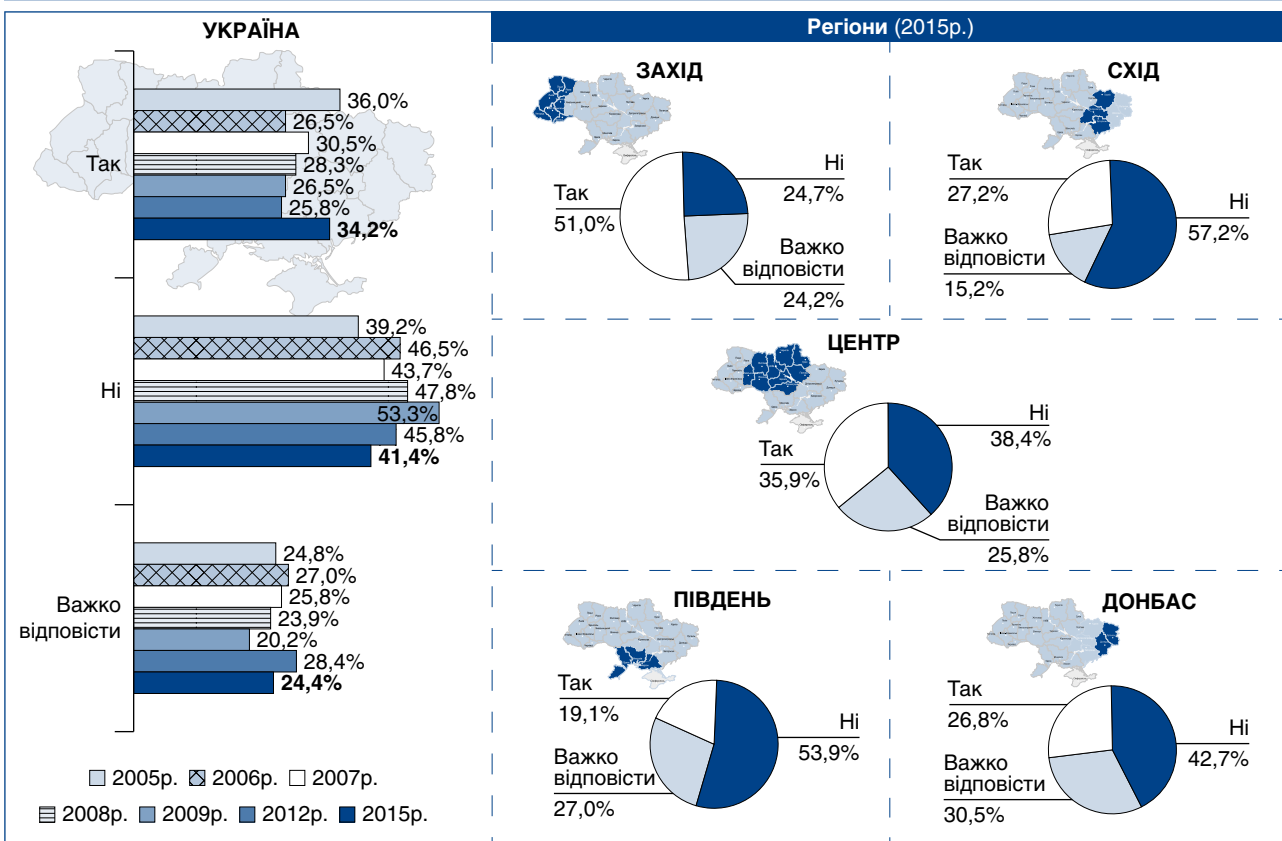 УКРАЇНА
Так
36,0%
26,5%
30,5%
28,3%
26,5%
25,8%
34,2%
Ні
39,2%
46,5%
43,7%
47,8%
53,3%
45,8%
41,4%
Важко
відповісти
24,8%
27,0%
25,8%
23,9%
20,2%
28,4%
24,4%
2005р. 2006р. 2007р.
2008р. 2009р. 2012р. 2015р.
Регіони (2015р.)
ЗАХІД
Так
51,0%
Ні
24,7%
Важко
відповісти
24,2%
СХІД
Так
27,2%
Важко
відповісти
15,2%
Ні
57,2%
ЦЕНТР
Так
35,9%
Ні
38,4%
Важко
відповісти
25,8%
ПІВДЕНЬ
Так
19,1%
Важко
відповісти
27,0%
Ні
53,9%
ДОНБАС
Так
26,8%
Важко
відповісти
30,5%
Ні
42,7%